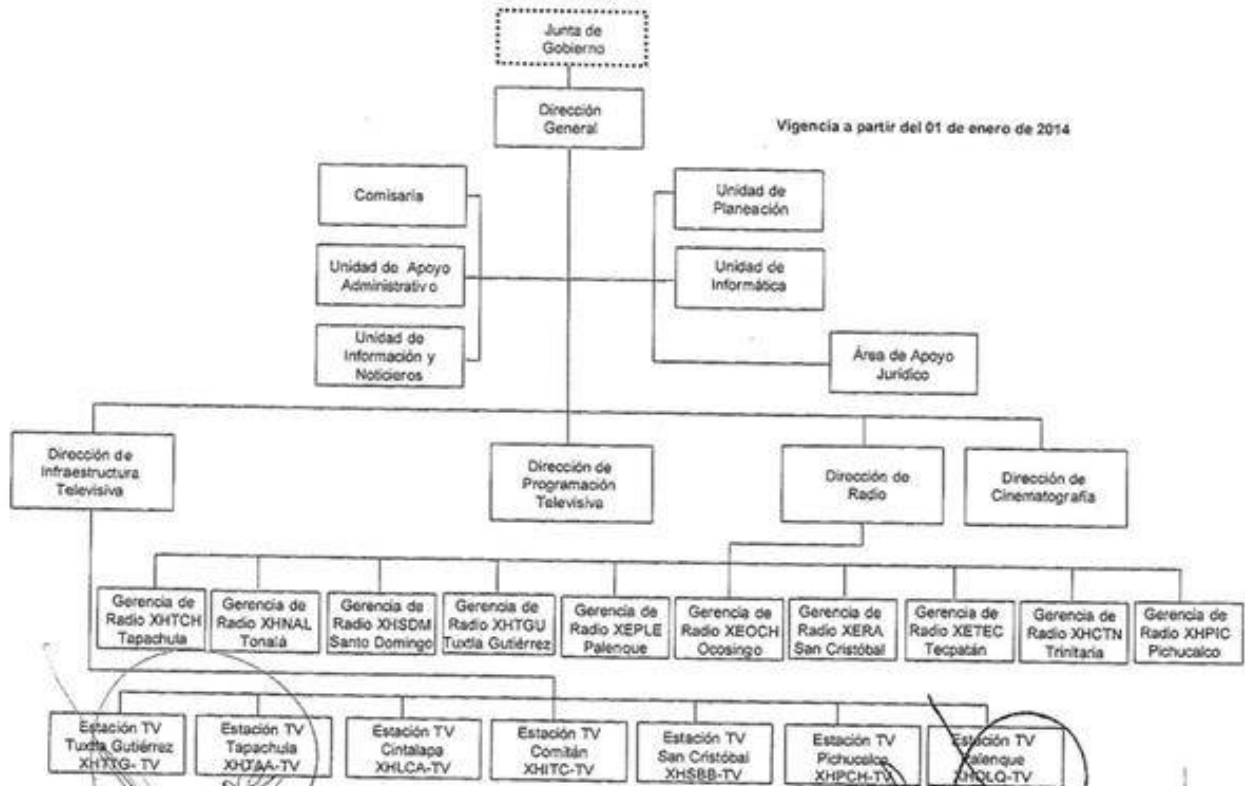 Junta de
Gobierno
Dirección
General
Vigencia a partir del 01 de enero de 2014
Comisaria
Unidad de
Planeación
Unidad de Apoyo
Administrativo
Unidad de
Informática
Unidad de
Información y
Noticieros
Área de Apoyo
Jurídico
Dirección de
Infraestructura
Televisiva
Dirección de
Programación
Televisiva
Dirección de
Radio
Dirección de
Cinematografía
Gerencia de
Radio XHTCH
Tapachula
Gerencia de
Radio XHNAL
Tonalá
Gerencia de
Radio XHSDM
Santo Domingo
Gerencia de
Radio XHTGU
Tuxtla Gutiérrez
Gerencia de
Radio XEPLE
Palenque
Gerencia de
Radio XEOCH
Ocosingo
Gerencia de
Radio XERA
San Cristóbal
Gerencia de
Radio XETEC
Tecpatán
Gerencia de
Radio XHCTN
Trinitaria
Gerencia de
Radio XHPIC
Pichucalco
Estación TV
Tuxtla Gutiérrez
XHTTG- TV
Estación TV
Tapachula
XHTAA-TV
Estación TV
Cintalapa
XHLCA-TV
Estación TV
Comitán
XHITC-TV
Estación TV
San Cristóbal
XHSBB-TV
Estación TV
Pichucalco
XHPCH-TV
Estación TV
Palenque
XHDLQ-TV